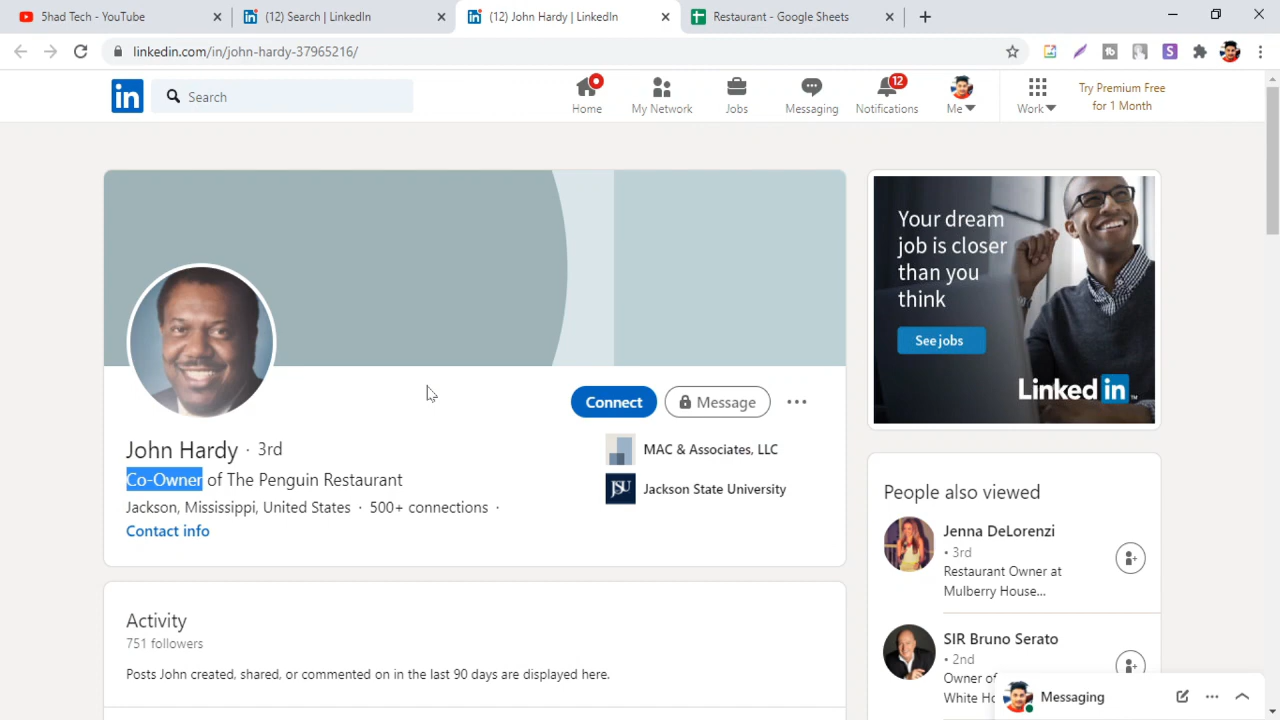 5had Tech - YouTube
(12) Search | LinkedIn
(12) John Hardy | LinkedIn
Restaurant - Google Sheets
linkedin.com/in/john-hardy-37965216/
in
Search
Home
My Network
Jobs
Messaging
12
Notifications
Me
Work
Try Premium Free
for 1 Month
Your dream
job is closer
than you
think
See jobs
Linked in
Connect
Message
John Hardy · 3rd
Co-Owner of The Penguin Restaurant
Jackson, Mississippi, United States · 500+ connections ·
Contact info
MAC & Associates, LLC
JSU
Jackson State University
Activity
751 followers
Posts John created, shared, or commented on in the last 90 days are displayed here.
People also viewed
Jenna DeLorenzi
• 3rd
Restaurant Owner at
Mulberry House...
SIR Bruno Serato
• 2nd
Owner of
White Ho
Messaging